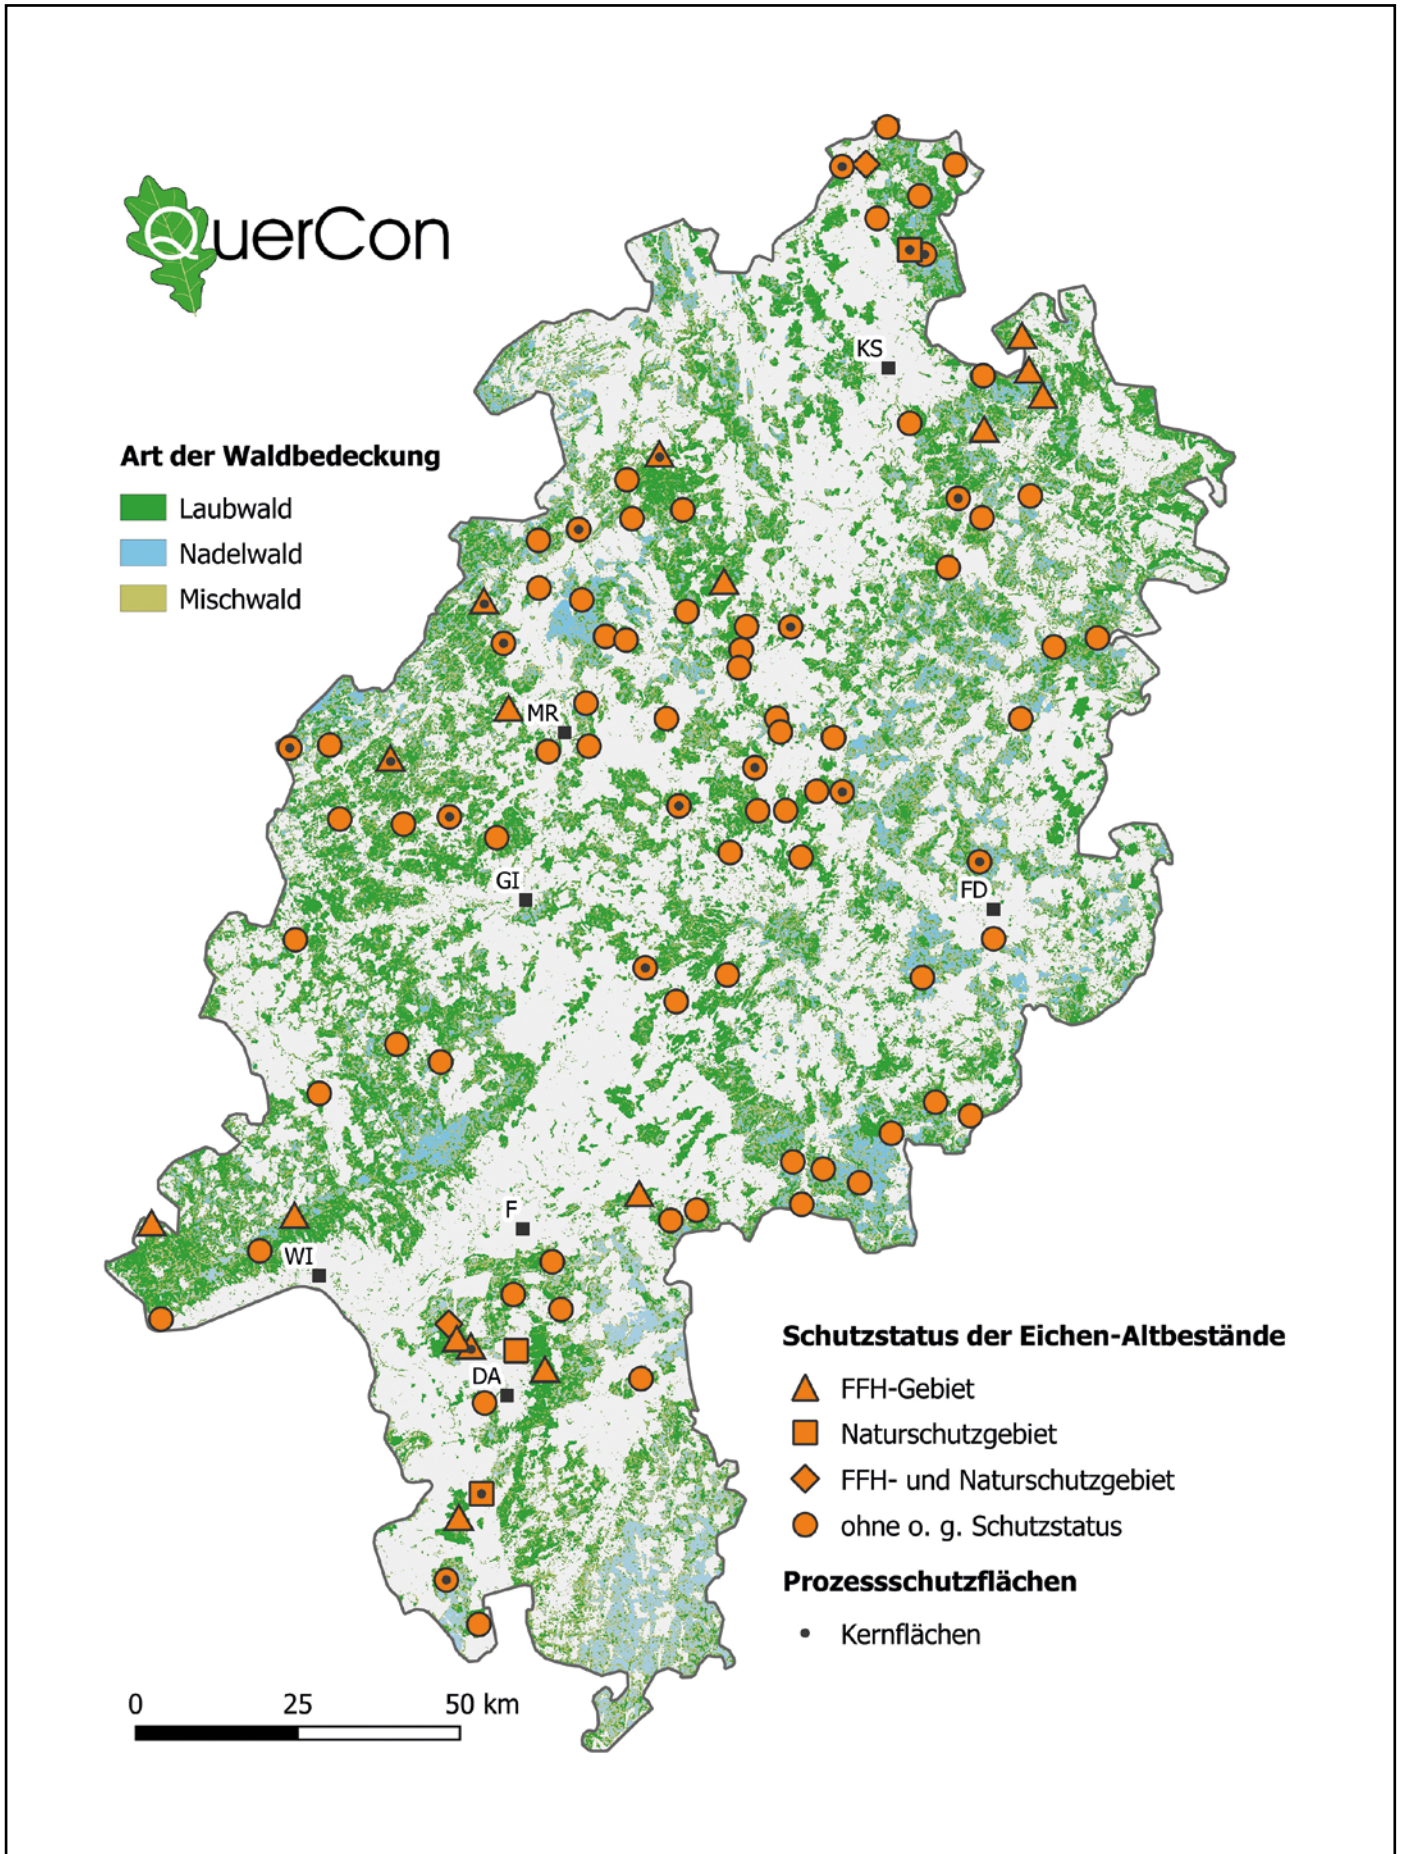 QuerCon
KS
Art der Waldbedeckung
Laubwald
Nadelwald
Mischwald
MR
GI
FD
F
WI
DA
Schutzstatus der Eichen-Altbestände
FFH-Gebiet
Naturschutzgebiet
FFH- und Naturschutzgebiet
ohne o. g. Schutzstatus
Prozessschutzflächen
Kernflächen
0 25 50 km